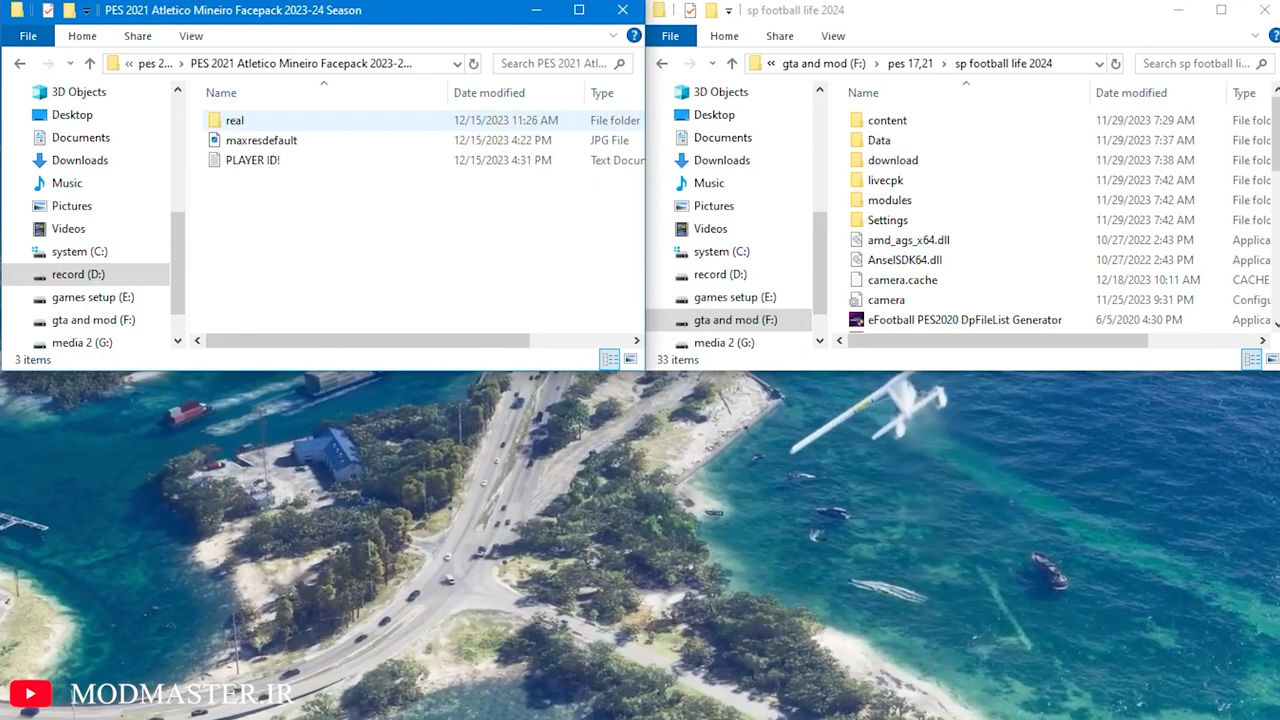 PES 2021 Atletico Mineiro Facepack 2023-24 Season
File Home Share View
« pes 2... › PES 2021 Atletico Mineiro Facepack 2023-2... Search PES 2021 Atl...
Name Date modified Type
3D Objects
Desktop
Documents
Downloads
Music
Pictures
Videos
system (C:)
record (D:)
games setup (E:)
gta and mod (F:)
media 2 (G:)
real 12/15/2023 11:26 AM File folder
maxresdefault 12/15/2023 4:22 PM JPG File
PLAYER ID! 12/15/2023 4:31 PM Text Docu
3 items
sp football life 2024
File Home Share View
« gta and mod (F:) › pes 17,21 › sp football life 2024 Search sp football li...
Name Date modified Type
3D Objects
Desktop
Documents
Downloads
Music
Pictures
Videos
system (C:)
record (D:)
games setup (E:)
gta and mod (F:)
media 2 (G:)
content 11/29/2023 7:29 AM File folc
Data 11/29/2023 7:37 AM File folc
download 11/29/2023 7:38 AM File folc
livecpk 11/29/2023 7:42 AM File folc
modules 11/29/2023 7:42 AM File folc
Settings 11/29/2023 7:42 AM File folc
amd_ags_x64.dll 10/27/2022 2:43 PM Applica
AnselSDK64.dll 10/27/2022 2:43 PM Applica
camera.cache 12/18/2023 10:11 AM CACHE
camera 11/25/2023 9:31 PM Configu
eFootball PES2020 DpFileList Generator 6/5/2020 4:30 PM Applica
33 items
MODMASTER.IR